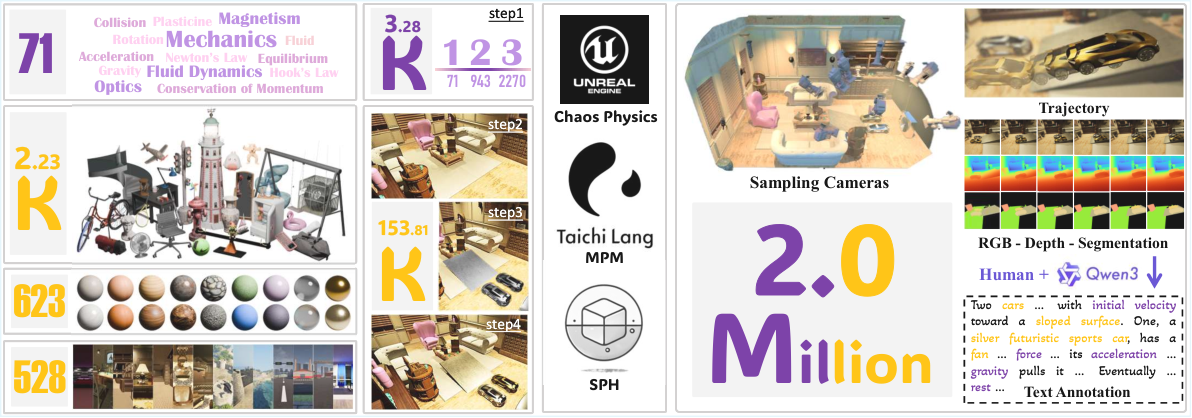 71
Collision Plasticine Magnetism
Rotation Mechanics Fluid
Acceleration Newton's Law Equilibrium
Gravity Fluid Dynamics Hook's Law
Optics Conservation of Momentum
2.23
K
623
528
step1
3.28
K
1 2 3
71 943 2270
step2
step3
153.81
K
step4
UNREAL
ENGINE
Chaos Physics
Taichi Lang
MPM
SPH
Sampling Cameras
2.0
Million
Trajectory
RGB - Depth - Segmentation
Human + Qwen3
Two cars ... with initial velocity
toward a sloped surface. One, a
silver futuristic sports car, has a
fan ... force ... its acceleration ...
gravity pulls it ... Eventually ...
rest ...
Text Annotation